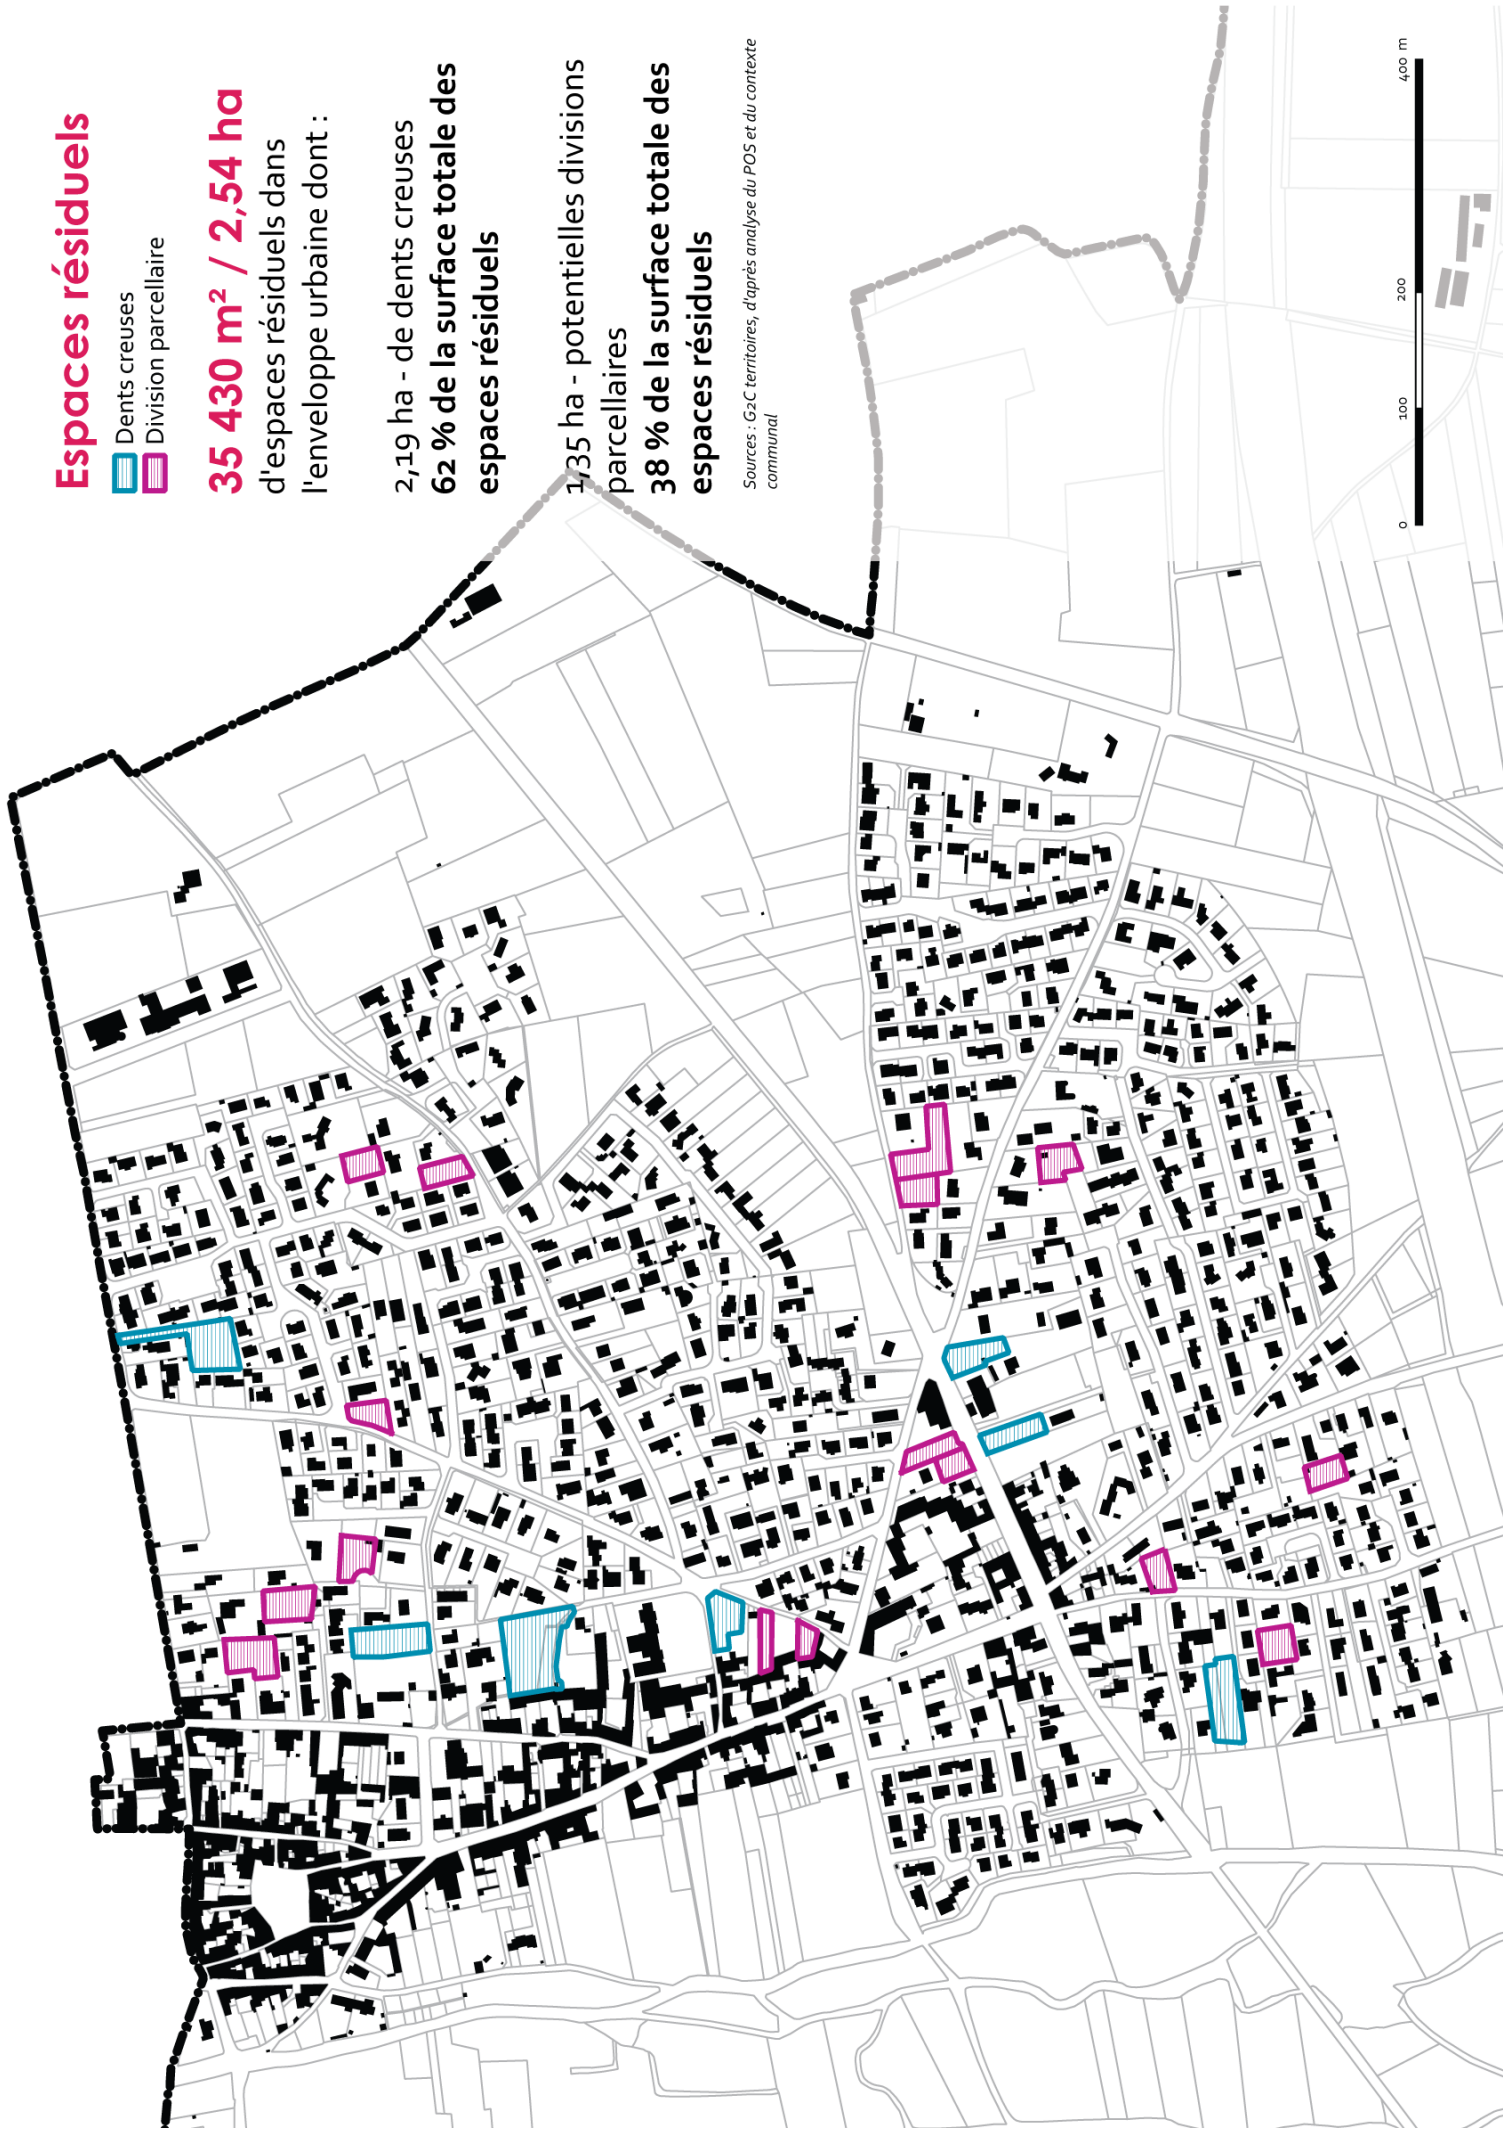 Espaces résiduels
Dents creuses
Division parcellaire
35 430 m² / 2,54 ha
d'espaces résiduels dans
l'enveloppe urbaine dont :
2,19 ha - de dents creuses
62 % de la surface totale des
espaces résiduels
1,35 ha - potentielles divisions
parcellaires
38 % de la surface totale des
espaces résiduels
Sources : G2C territoires, d'après analyse du POS et du contexte
communal
0 100 200 400 m